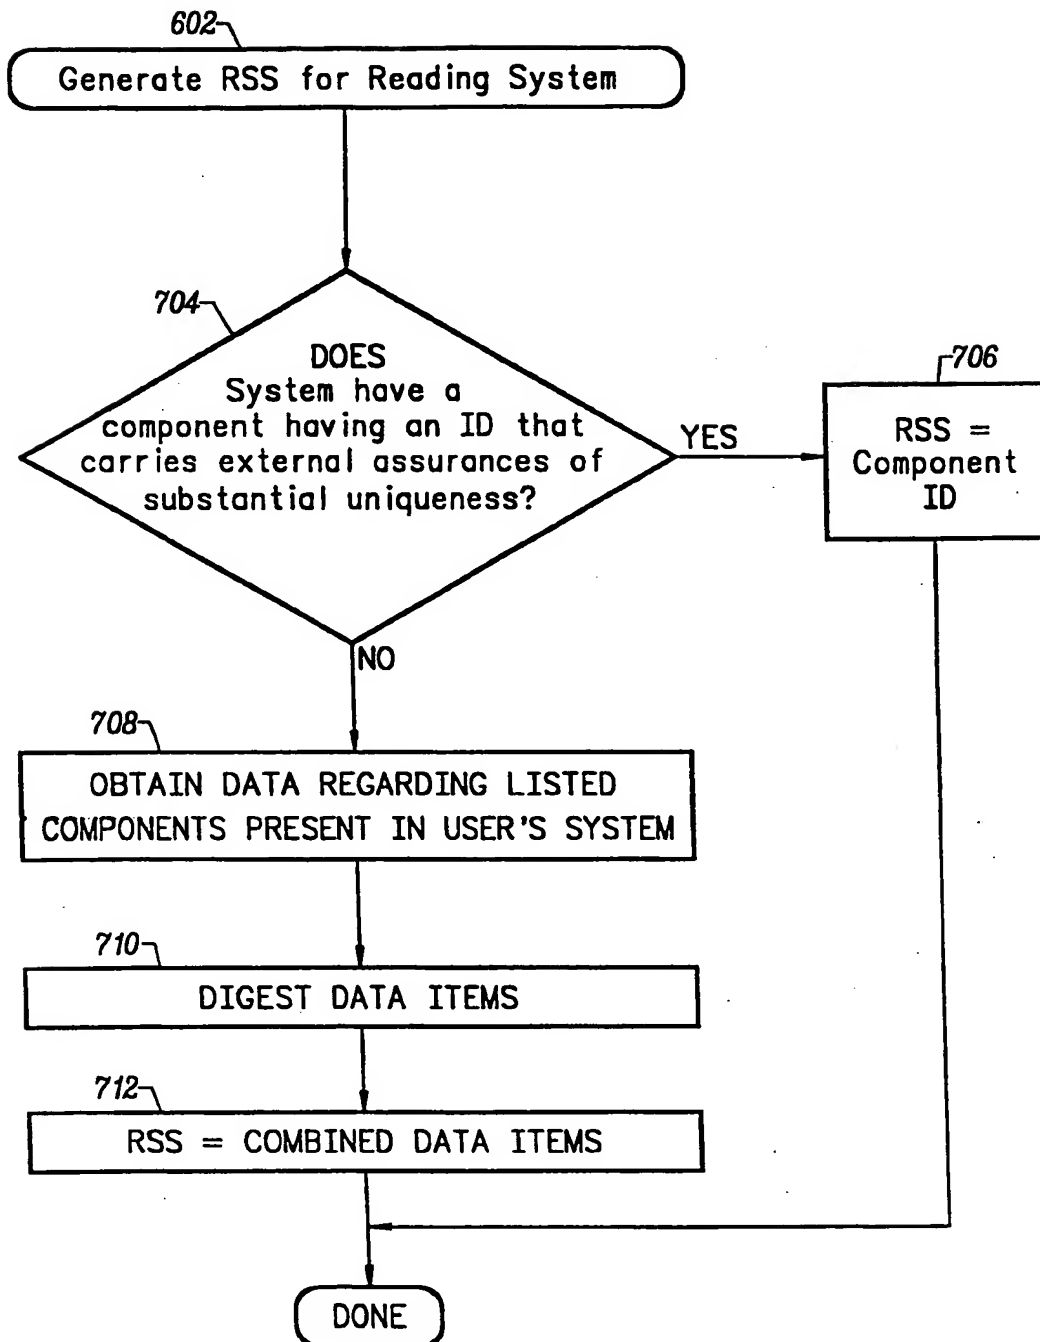 602
Generate RSS for Reading System
704
DOES
System have a
component having an ID that
carries external assurances of
substantial uniqueness?
YES
706
RSS =
Component
ID
NO
708
OBTAIN DATA REGARDING LISTED
COMPONENTS PRESENT IN USER'S SYSTEM
710
DIGEST DATA ITEMS
712
RSS = COMBINED DATA ITEMS
DONE